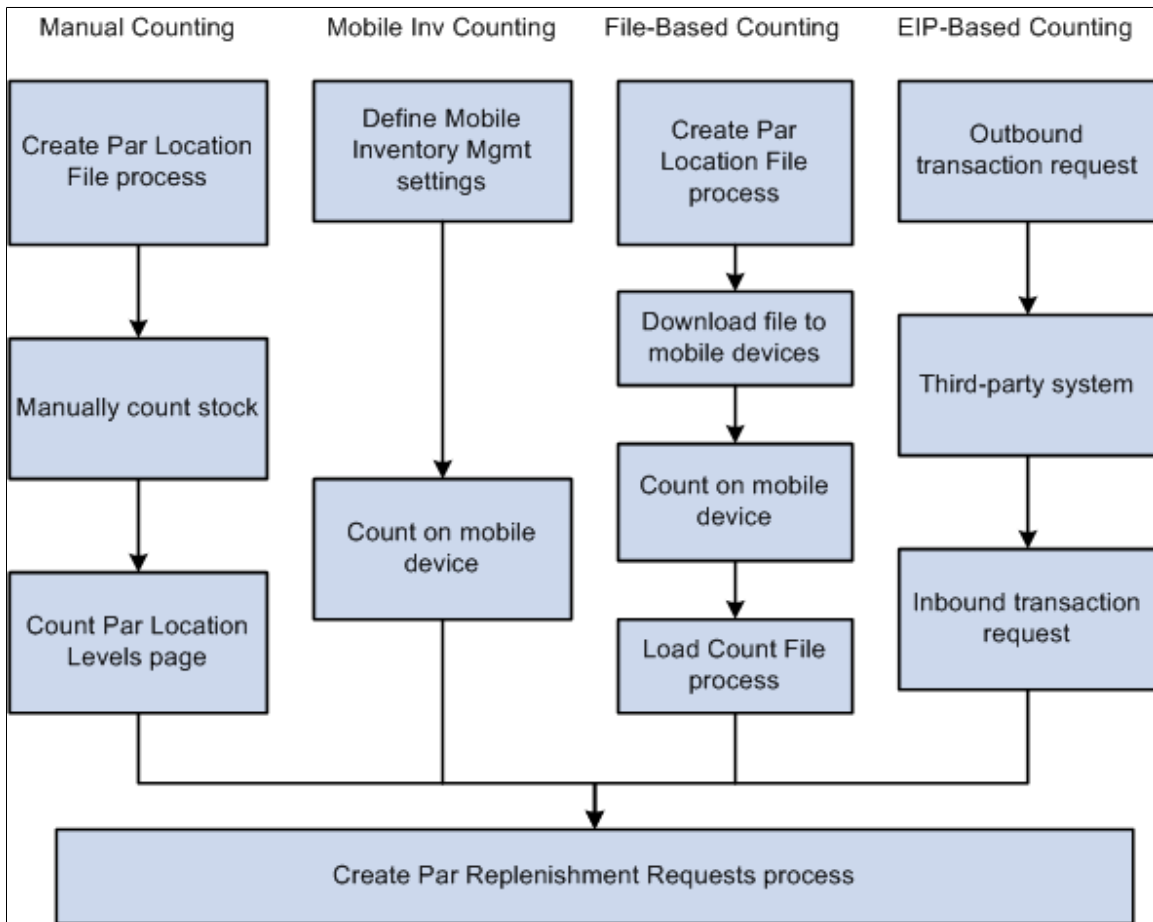 Manual Counting
Mobile Inv Counting
File-Based Counting
EIP-Based Counting
Create Par Location
File process
Manually count stock
Count Par Location
Levels page
Define Mobile
Inventory Mgmt
settings
Count on mobile
device
Create Par
Location File
process
Download file to
mobile devices
Count on mobile
device
Load Count File
process
Outbound
transaction request
Third-party system
Inbound transaction
request
Create Par Replenishment Requests process